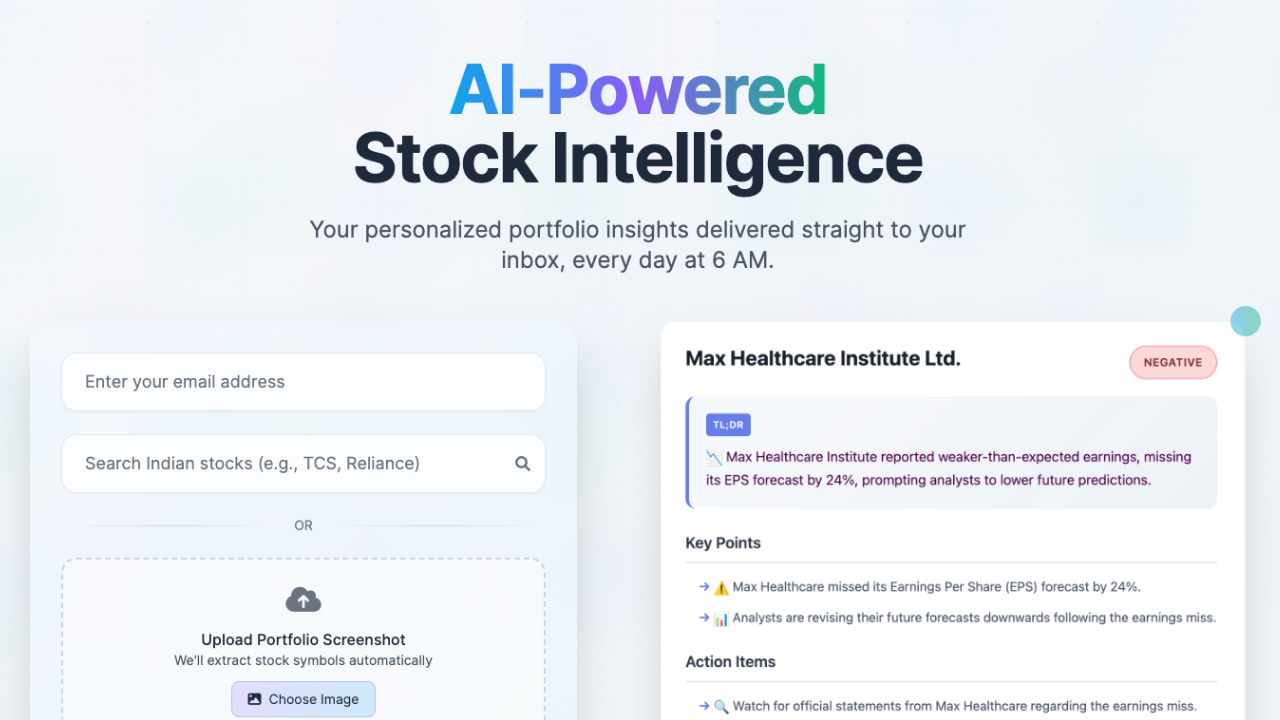 AI-Powered
Stock Intelligence
Your personalized portfolio insights delivered straight to your
inbox, every day at 6 AM.
Enter your email address
Search Indian stocks (e.g., TCS, Reliance)
OR
Upload Portfolio Screenshot
We'll extract stock symbols automatically
Choose Image
Max Healthcare Institute Ltd.
NEGATIVE
TL;DR
📉 Max Healthcare Institute reported weaker-than-expected earnings, missing
its EPS forecast by 24%, prompting analysts to lower future predictions.
Key Points
→ ⚠️ Max Healthcare missed its Earnings Per Share (EPS) forecast by 24%.
→ 📊 Analysts are revising their future forecasts downwards following the earnings miss.
Action Items
→ 🔍 Watch for official statements from Max Healthcare regarding the earnings miss.